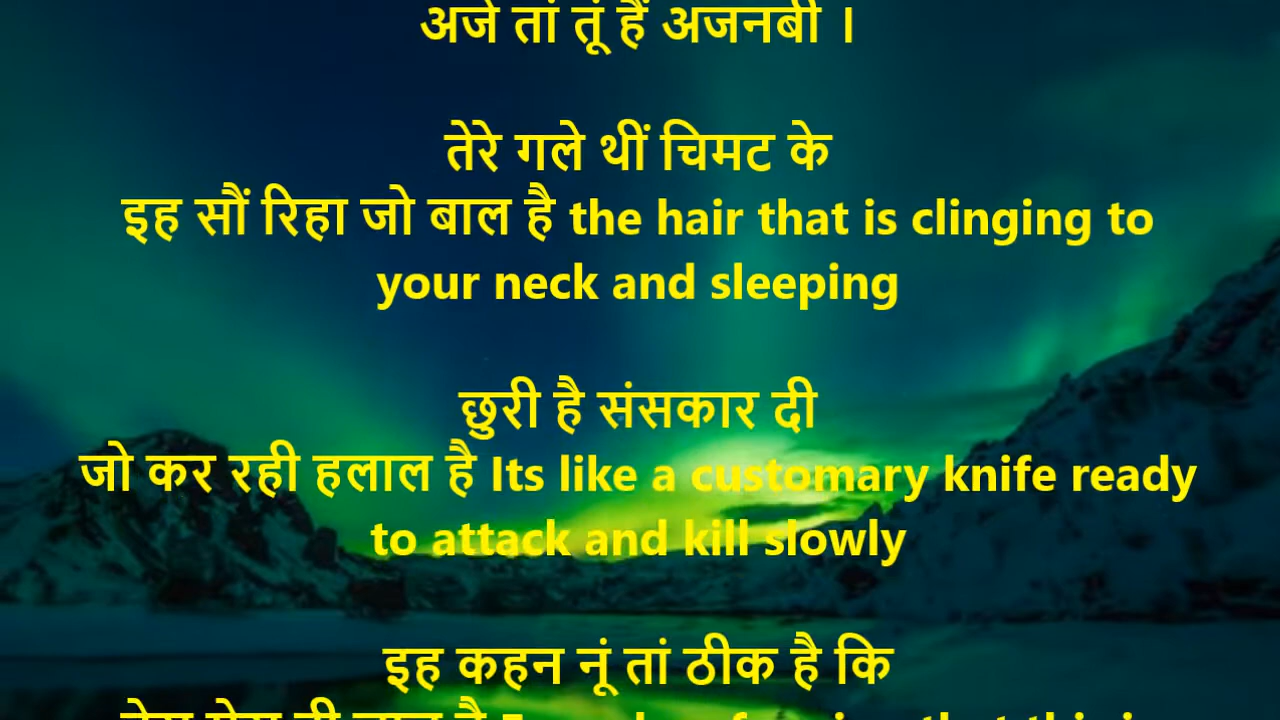 अजे तां तूं हैं अजनबी ।
तेरे गले थीं चिमट के
इह सौं रिहा जो बाल है the hair that is clinging to
your neck and sleeping
छुरी है संसकार दी
जो कर रही हलाल है Its like a customary knife ready
to attack and kill slowly
इह कहन नूं तां ठीक है कि